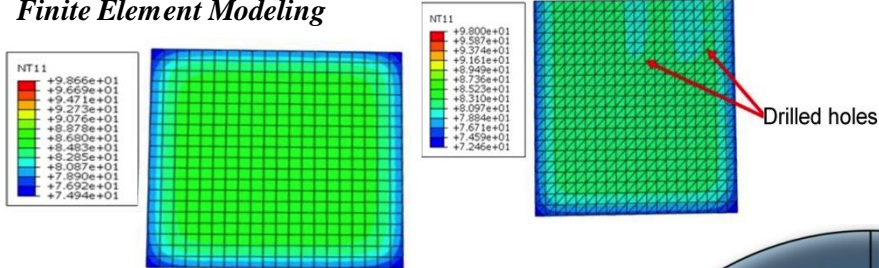 Finite Element Modeling
NT11
+9.866e+01
+9.669e+01
+9.471e+01
+9.273e+01
+9.076e+01
+8.878e+01
+8.680e+01
+8.483e+01
+8.285e+01
+8.087e+01
+7.890e+01
+7.692e+01
+7.494e+01
NT11
+9.800e+01
+9.587e+01
+9.374e+01
+9.161e+01
+8.949e+01
+8.736e+01
+8.523e+01
+8.310e+01
+8.097e+01
+7.884e+01
+7.671e+01
+7.459e+01
+7.246e+01
Drilled holes